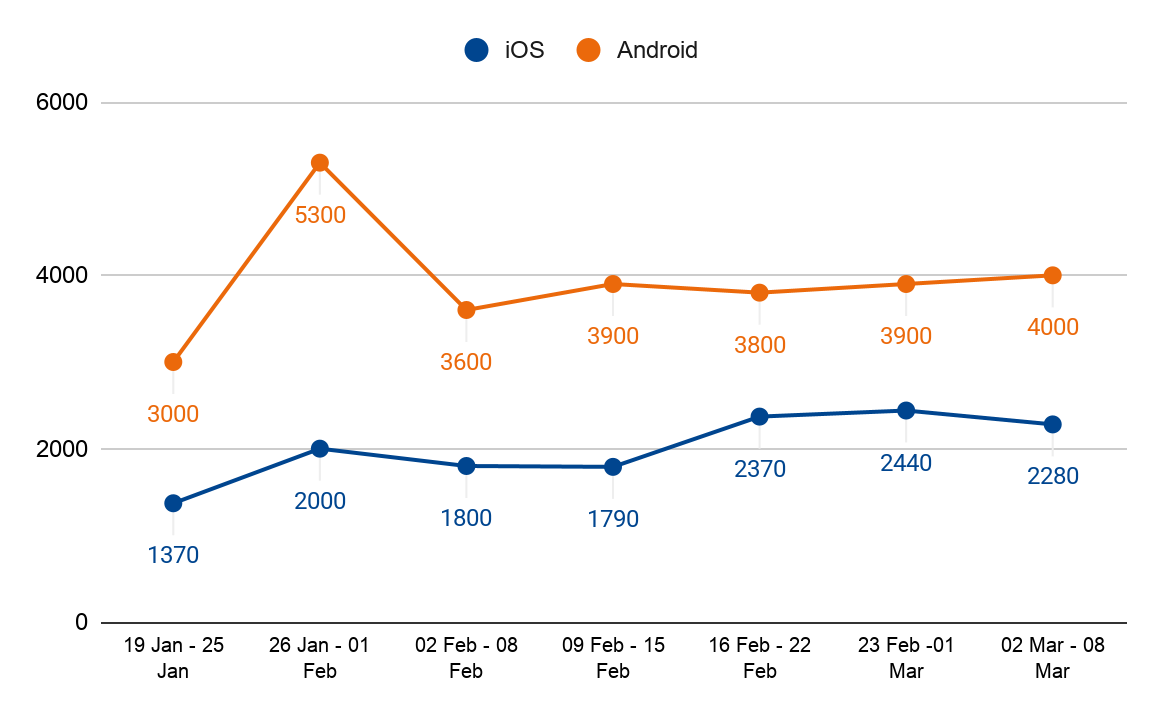 iOS Android
6000
5300
4000
3900
3900
4000
3600
3800
3000
2000
2370
2440
2280
2000
1800
1790
1370
0
19 Jan - 25 Jan
26 Jan - 01 Feb
02 Feb - 08 Feb
09 Feb - 15 Feb
16 Feb - 22 Feb
23 Feb -01 Mar
02 Mar - 08 Mar